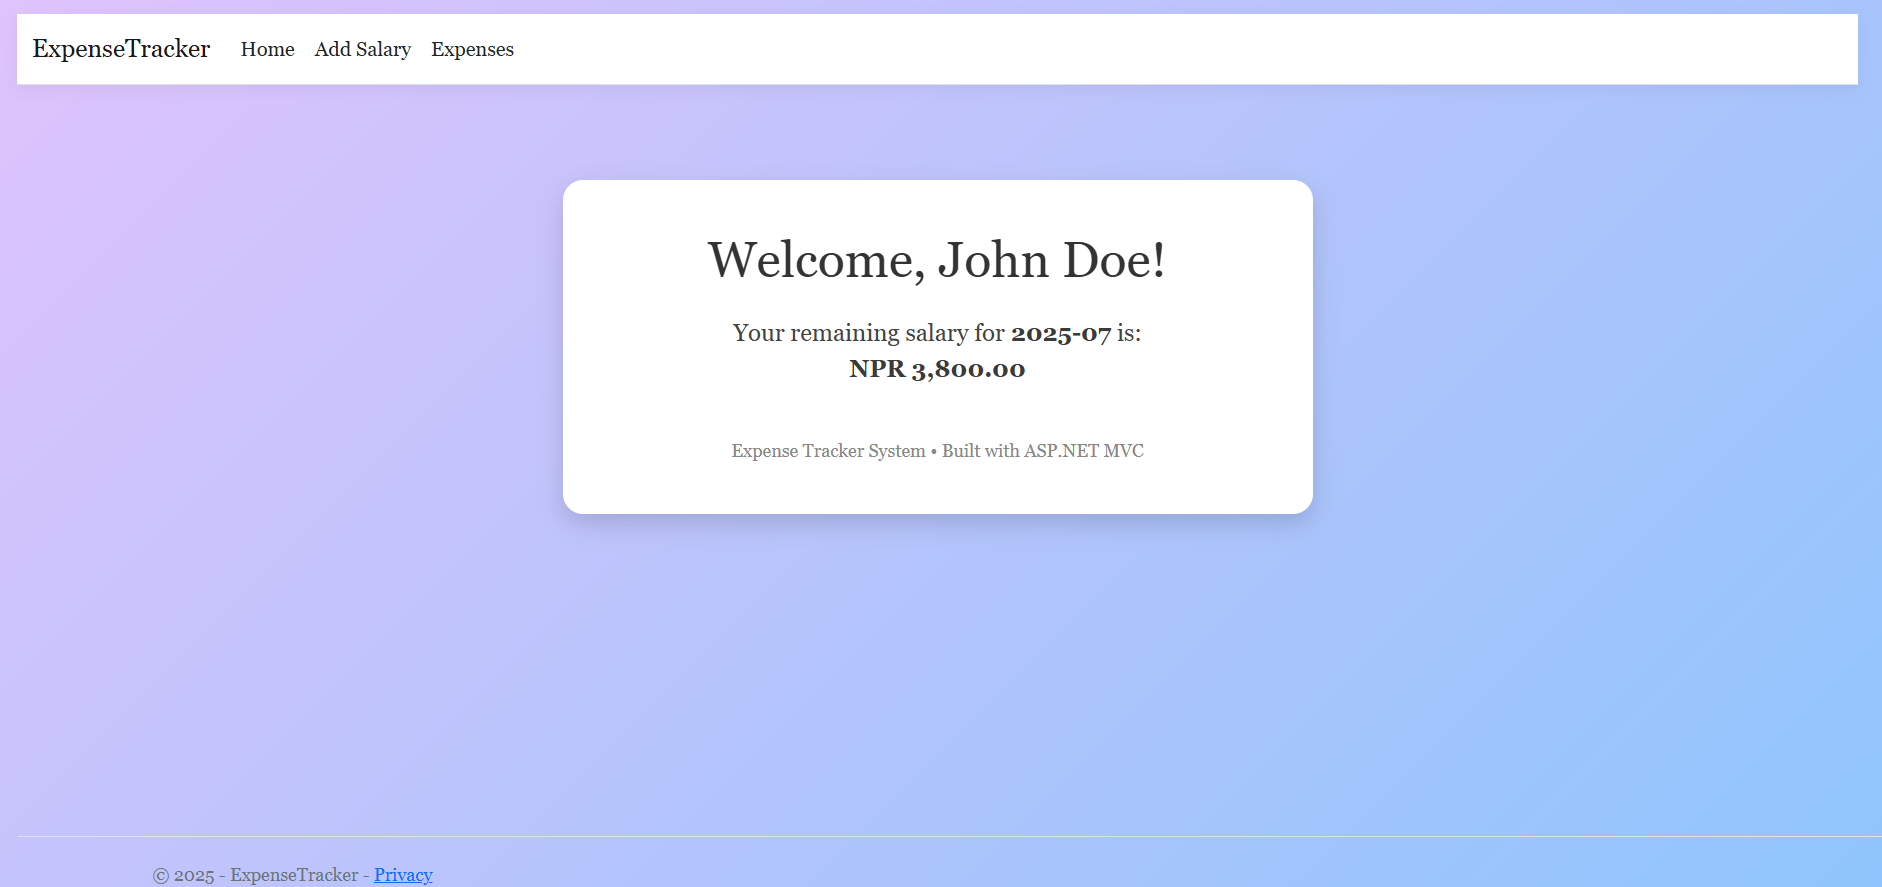 ExpenseTracker Home Add Salary Expenses
Welcome, John Doe!
Your remaining salary for 2025-07 is:
NPR 3,800.00
Expense Tracker System • Built with ASP.NET MVC
© 2025 - ExpenseTracker - Privacy